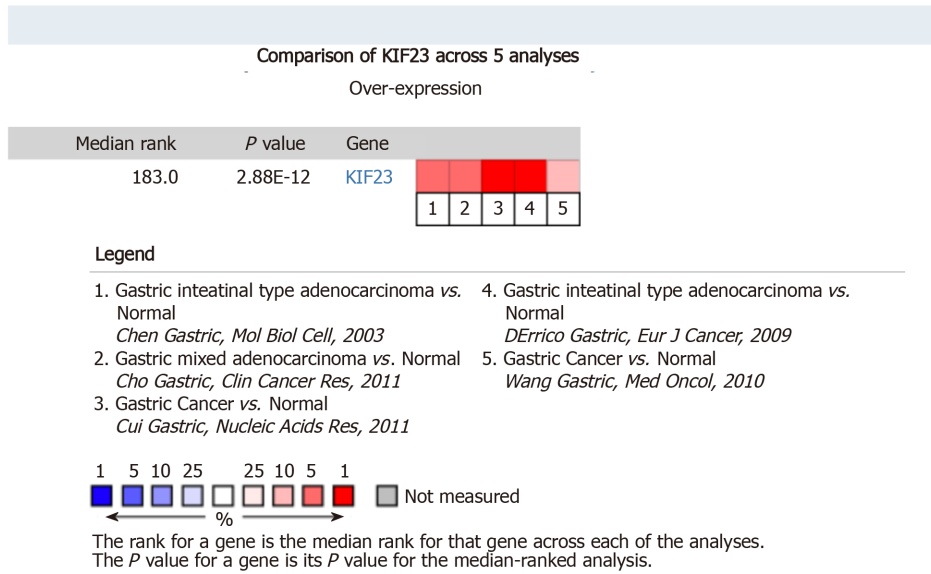 Comparison of KIF23 across 5 analyses
Over-expression
Median rank P value Gene
183.0 2.88E-12 KIF23
1 2 3 4 5
Legend
1. Gastric inteatinal type adenocarcinoma vs.
Normal
Chen Gastric, Mol Biol Cell, 2003
2. Gastric mixed adenocarcinoma vs. Normal
Cho Gastric, Clin Cancer Res, 2011
3. Gastric Cancer vs. Normal
Cui Gastric, Nucleic Acids Res, 2011
4. Gastric inteatinal type adenocarcinoma vs.
Normal
DErrico Gastric, Eur J Cancer, 2009
5. Gastric Cancer vs. Normal
Wang Gastric, Med Oncol, 2010
1 5 10 25 25 10 5 1
Not measured
%
The rank for a gene is the median rank for that gene across each of the analyses.
The P value for a gene is its P value for the median-ranked analysis.